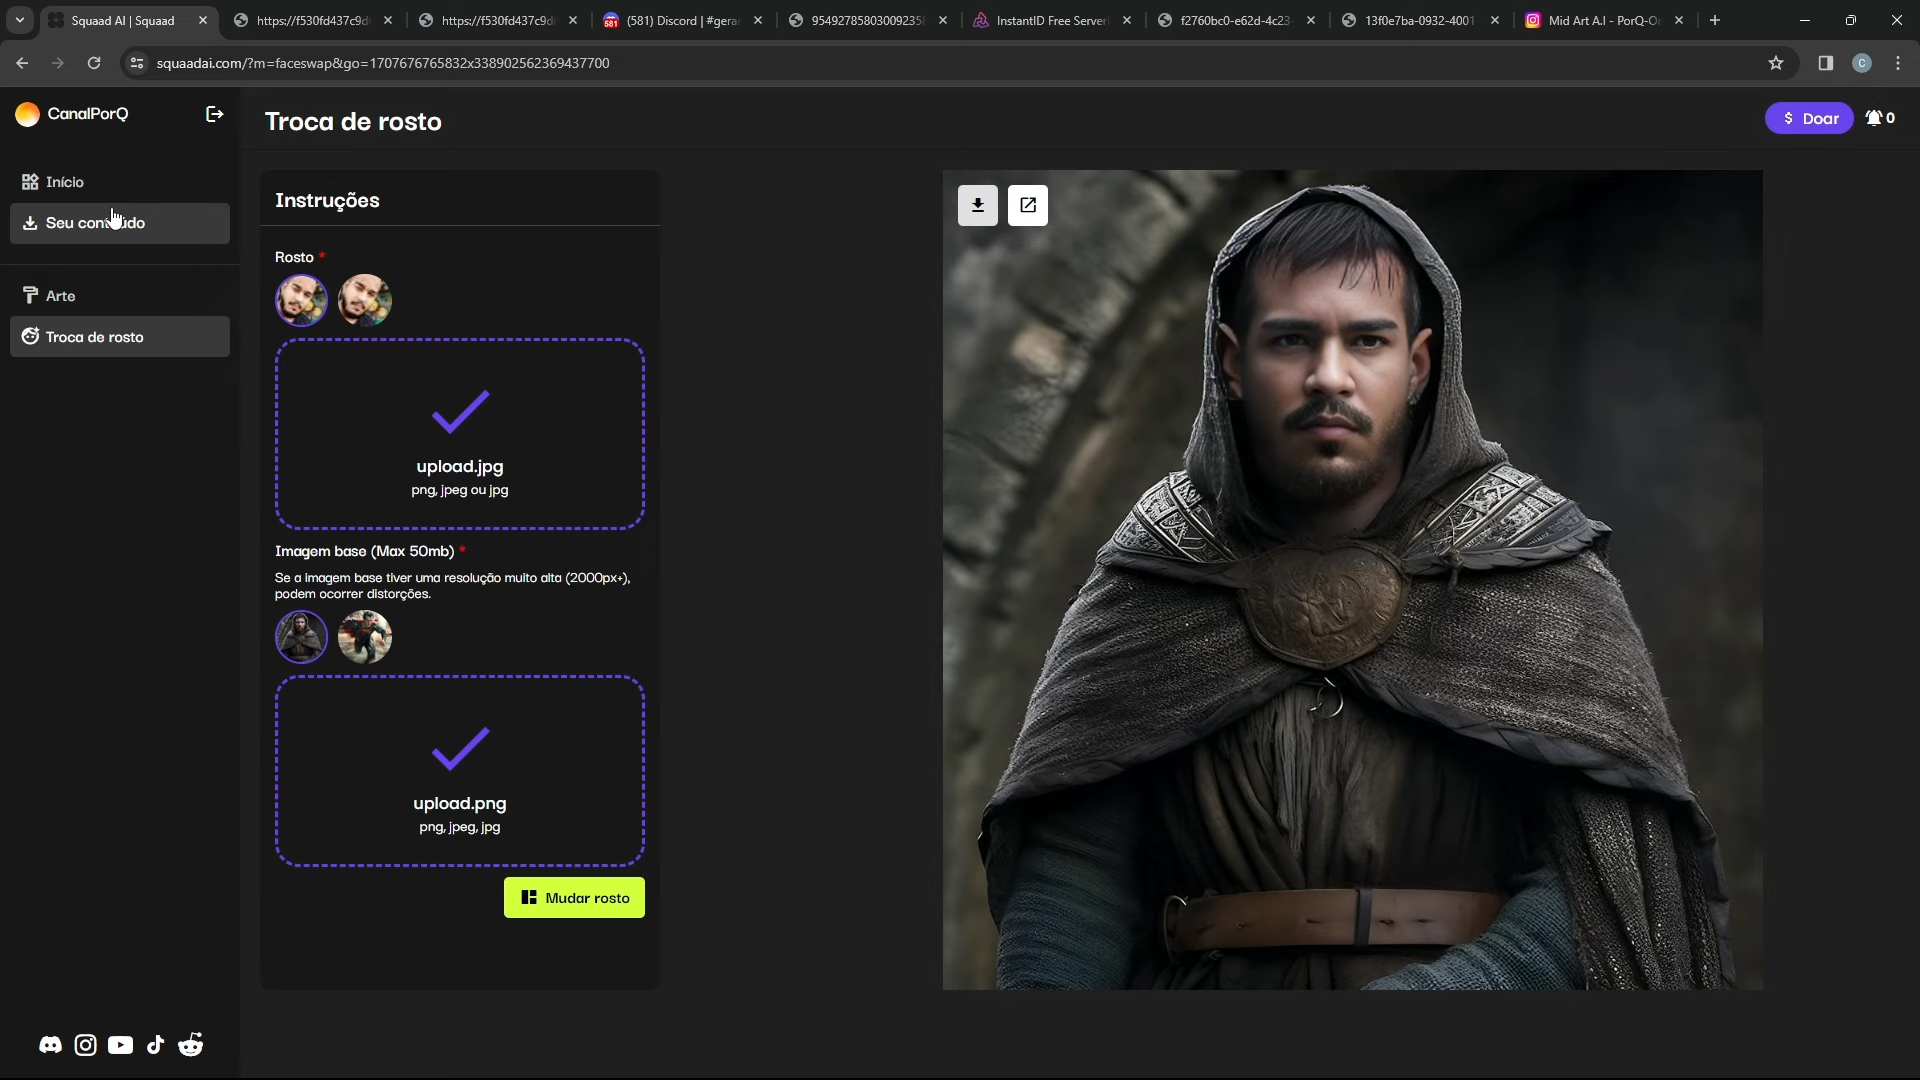 Squaad AI | Squaad
https://f530fd437c9d
https://f530fd437c9d
(581) Discord | #gera
95492785803009235
InstantID Free Server
f2760bc0-e62d-4c23
13f0e7ba-0932-4001
Mid Art A.I - PorQ-O
squaadai.com/?m=faceswap&go=1707676765832x338902562369437700
C
CanalPorQ
Troca de rosto
$ Doar
0
Início
Seu conteúdo
Arte
Troca de rosto
Instruções
Rosto *
upload.jpg
png, jpeg ou jpg
Imagem base (Max 50mb) *
Se a imagem base tiver uma resolução muito alta (2000px+),
podem ocorrer distorções.
upload.png
png, jpeg, jpg
Mudar rosto